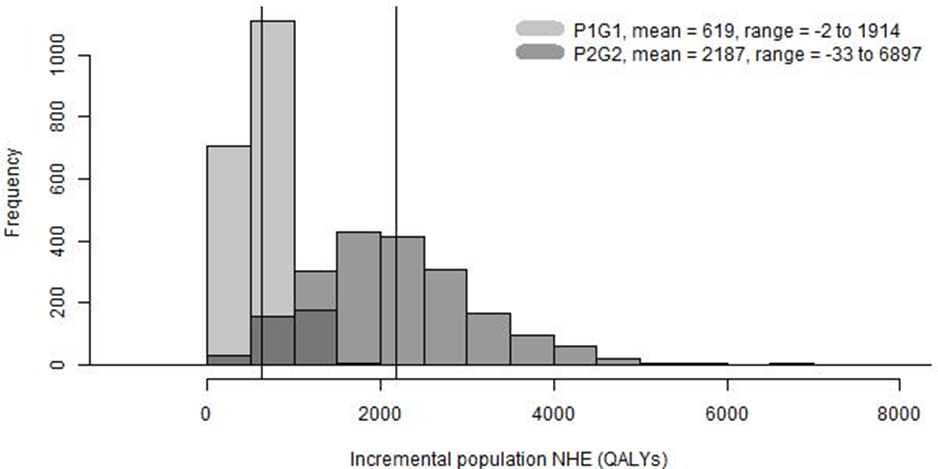 P1G1, mean = 619, range = -2 to 1914
P2G2, mean = 2187, range = -33 to 6897
Frequency
1000
800
600
400
200
0
0 2000 4000 6000 8000
Incremental population NHE (QALYs)